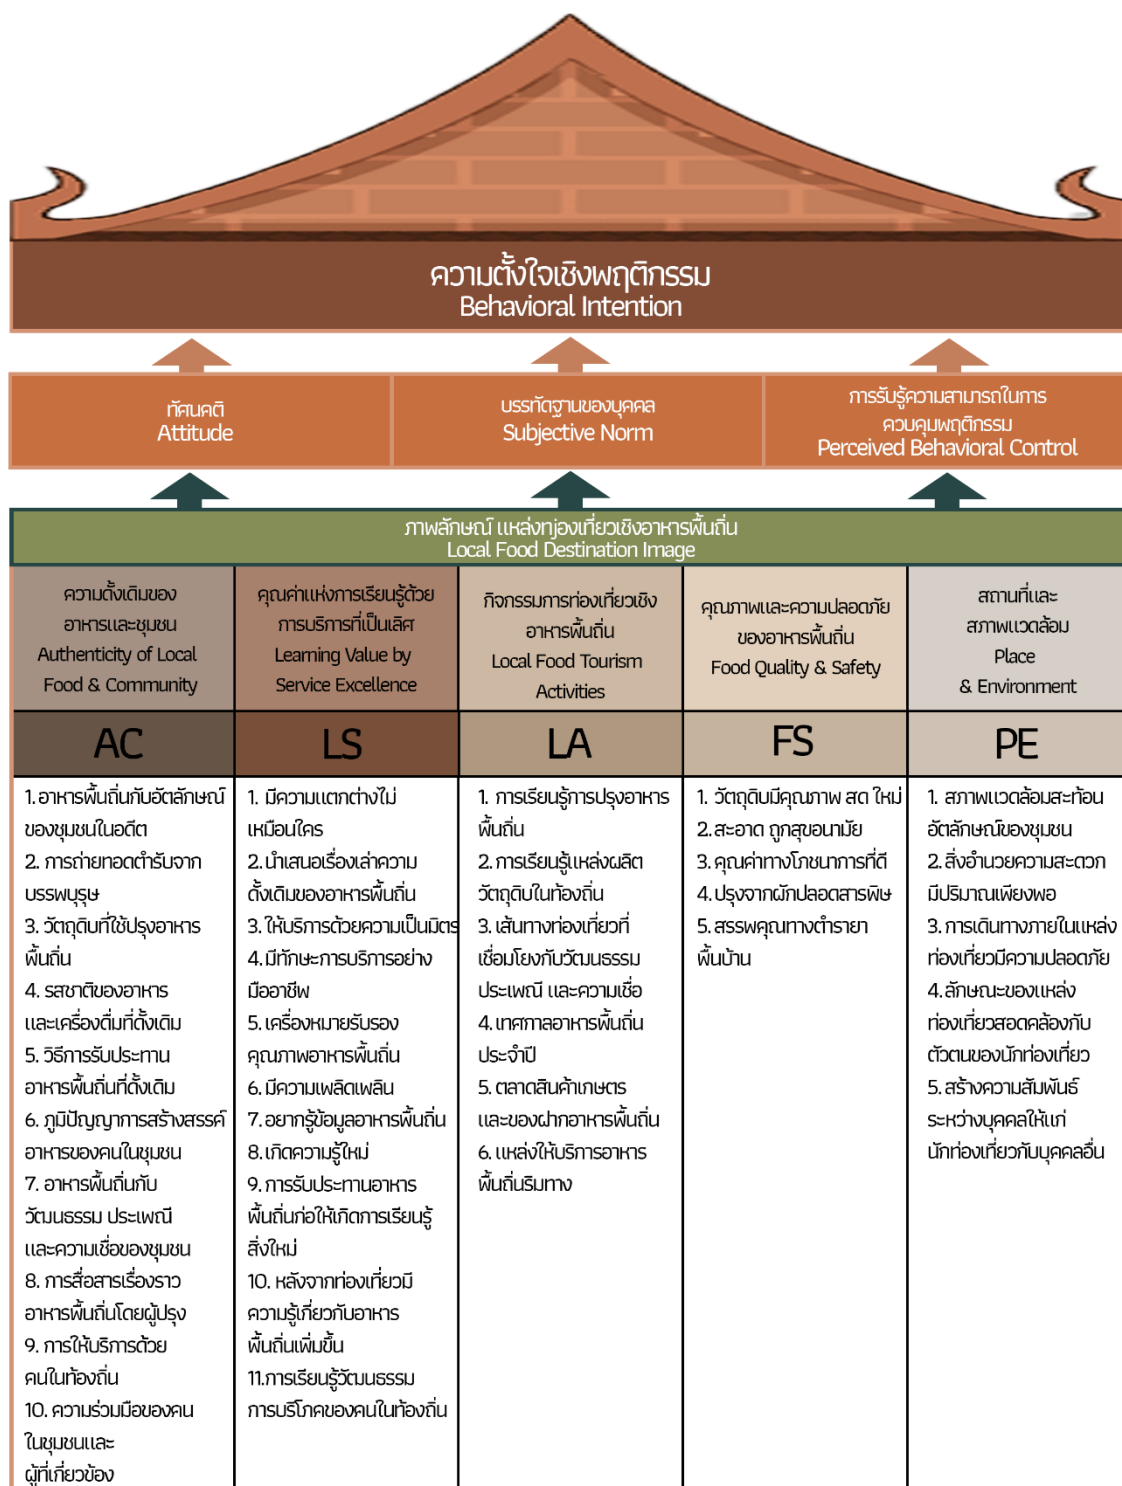 ความตั้งใจเชิงพฤติกรรม
Behavioral Intention
ทัศนคติ
Attitude
บรรทัดฐานของบุคคล
Subjective Norm
การรับรู้ความสามารถในการ
ควบคุมพฤติกรรม
Perceived Behavioral Control
ภาพลักษณ์ แหล่งทฺ่องเที่ยวเชิงอาหารพื้นถิ่น
Local Food Destination Image
ความดั้งเดิมของ
อาหารและชุมชน
Authenticity of Local
Food & Community
AC
1.อาหารพื้นถิ่นกับอัตลักษณ์
ของชุมชนในอดีต
2. การถ่ายทอดตำรับจาก
บรรพบุรุษ
3. วัตถุดิบที่ใช้ปรุงอาหาร
พื้นถิ่น
4. รสชาติของอาหาร
และเครื่องดื่มที่ดั้งเดิม
5. วิธีการรับประทาน
อาหารพื้นถิ่นที่ดั้งเดิม
6. ภูมิปัญญาการสร้างสรรค์
อาหารของคนในชุมชน
7. อาหารพื้นถิ่นกับ
วัฒนธรรม ประเพณี
และความเชื่อของชุมชน
8. การสื่อสารเรื่องราว
อาหารพื้นถิ่นโดยผู้ปรุง
9. การให้บริการด้วย
คนในท้องถิ่น
10. ความร่วมมือของคน
ในชุมชนและ
ผู้ที่เกี่ยวข้อง
คุณค่าแห่งการเรียนรู้ด้วย
การบริการที่เป็นเลิศ
Learning Value by
Service Excellence
LS
1. มีความแตกต่างไม่
เหมือนใคร
2.นำเสนอเรื่องเล่าความ
ดั้งเดิมของอาหารพื้นถิ่น
3.ให้บริการด้วยความเป็นมิตร
4.มีทักษะการบริการอย่าง
มืออาชีพ
5. เครื่องหมายรับรอง
คุณภาพอาหารพื้นถิ่น
6.มีความเพลิดเพลิน
7.อยากรู้ข้อมูลอาหารพื้นถิ่น
8.เกิดความรู้ใหม่
9.การรับประทานอาหาร
พื้นถิ่นก่อให้เกิดการเรียนรู้
สิ่งใหม่
10. หลังจากท่องเที่ยวมี
ความรู้เกี่ยวกับอาหาร
พื้นถิ่นเพิ่มขึ้น
11.การเรียนรู้วัฒนธรรม
การบริโภคของคนในท้องถิ่น
กิจกรรมการท่องเที่ยวเชิง
อาหารพื้นถิ่น
Local Food Tourism
Activities
LA
1. การเรียนรู้การปรุงอาหาร
พื้นถิ่น
2.การเรียนรู้แหล่งผลิต
วัตถุดิบในท้องถิ่น
3.เส้นทางท่องเที่ยวที่
เชื่อมโยงกับวัฒนธรรม
ประเพณี และความเชื่อ
4.เทศกาลอาหารพื้นถิ่น
ประจำปี
5.ตลาดสินค้าเกษตร
และของฝากอาหารพื้นถิ่น
6.แหล่งให้บริการอาหาร
พื้นถิ่นริมทาง
คุณภาพและความปลอดภัย
ของอาหารพื้นถิ่น
Food Quality & Safety
FS
1. วัตถุดิบมีคุณภาพ สด ใหม่
2.สะอาด ถูกสุขอนามัย
3.คุณค่าทางโภชนาการที่ดี
4.ปรุงจากผักปลอดสารพิษ
5.สรรพคุณทางตำรายา
พื้นบ้าน
สถานที่และ
สภาพแวดล้อม
Place
& Environment
PE
1. สภาพแวดล้อมสะท้อน
อัตลักษณ์ของชุมชน
2.สิ่งอำนวยความสะดวก
มีปริมาณเพียงพอ
3.การเดินทางภายในแหล่ง
ท่องเที่ยวมีความปลอดภัย
4.ลักษณะของแหล่ง
ท่องเที่ยวสอดคล้องกับ
ตัวตนของนักท่องเที่ยว
5.สร้างความสัมพันธ์
ระหว่างบุคคลให้แก่
นักท่องเที่ยวกับบุคคลอื่น